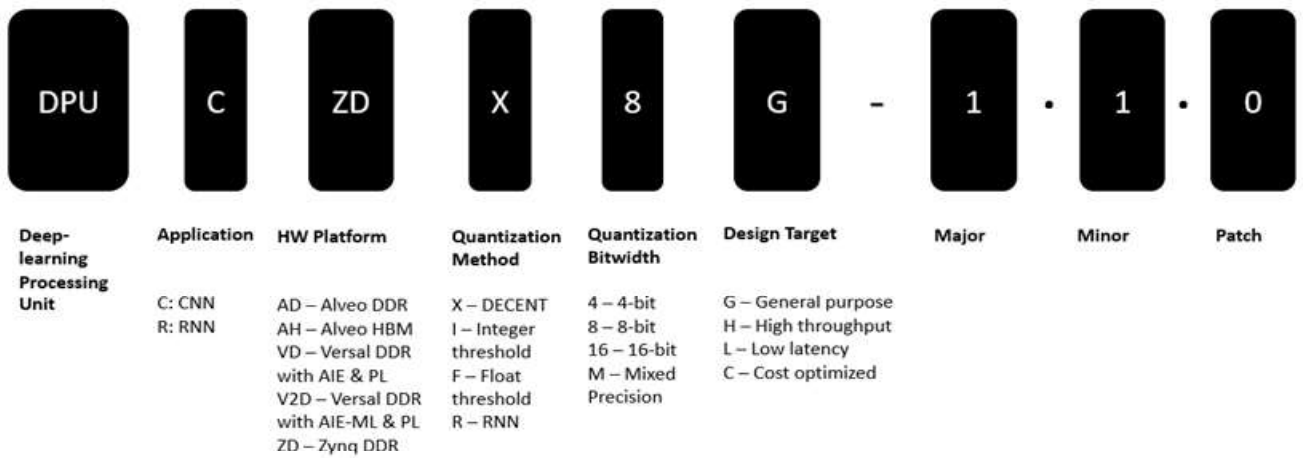 DPU C ZD X 8 G - 1 . 1 . 0
Deep-
learning
Processing
Unit
Application
C: CNN
R: RNN
HW Platform
AD – Alveo DDR
AH – Alveo HBM
VD – Versal DDR
with AIE & PL
V2D – Versal DDR
with AIE-ML & PL
ZD – Zynq DDR
Quantization
Method
X – DECENT
I – Integer
threshold
F – Float
threshold
R – RNN
Quantization
Bitwidth
4 – 4-bit
8 – 8-bit
16 – 16-bit
M – Mixed
Precision
Design Target
G – General purpose
H – High throughput
L – Low latency
C – Cost optimized
Major
Minor
Patch